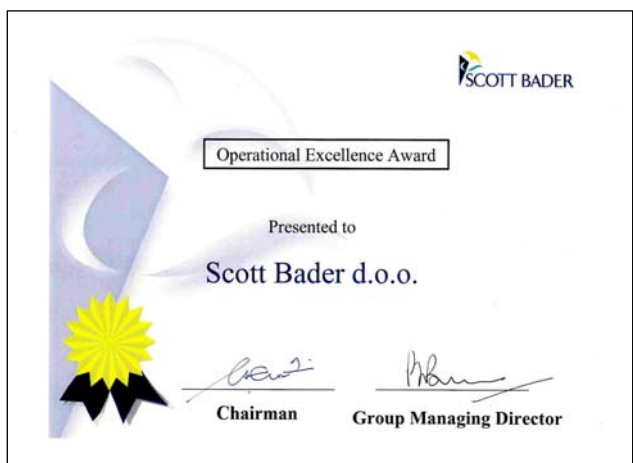 SCOTT BADER
Operational Excellence Award
Presented to
Scott Bader d.o.o.
Chairman
Group Managing Director